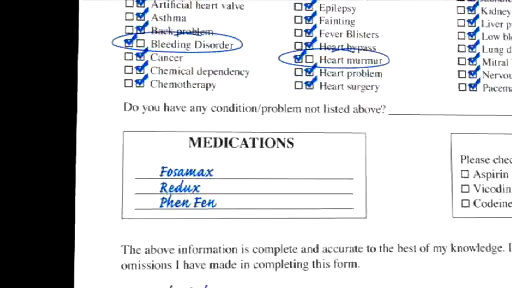 Artificial heart valve
Asthma
Back problem
Bleeding Disorder
Cancer
Chemical dependency
Chemotherapy
Epilepsy
Fainting
Fever Blisters
Heart bypass
Heart murmur
Heart problem
Heart surgery
Kidney
Liver p
Low bl
Lung d
Mitral
Nervou
Pacem
Do you have any condition/problem not listed above?
MEDICATIONS
Fosamax
Redux
Phen Fen
Please chec
Aspirin
Vicodin
Codeine
The above information is complete and accurate to the best of my knowledge. I
omissions I have made in completing this form.